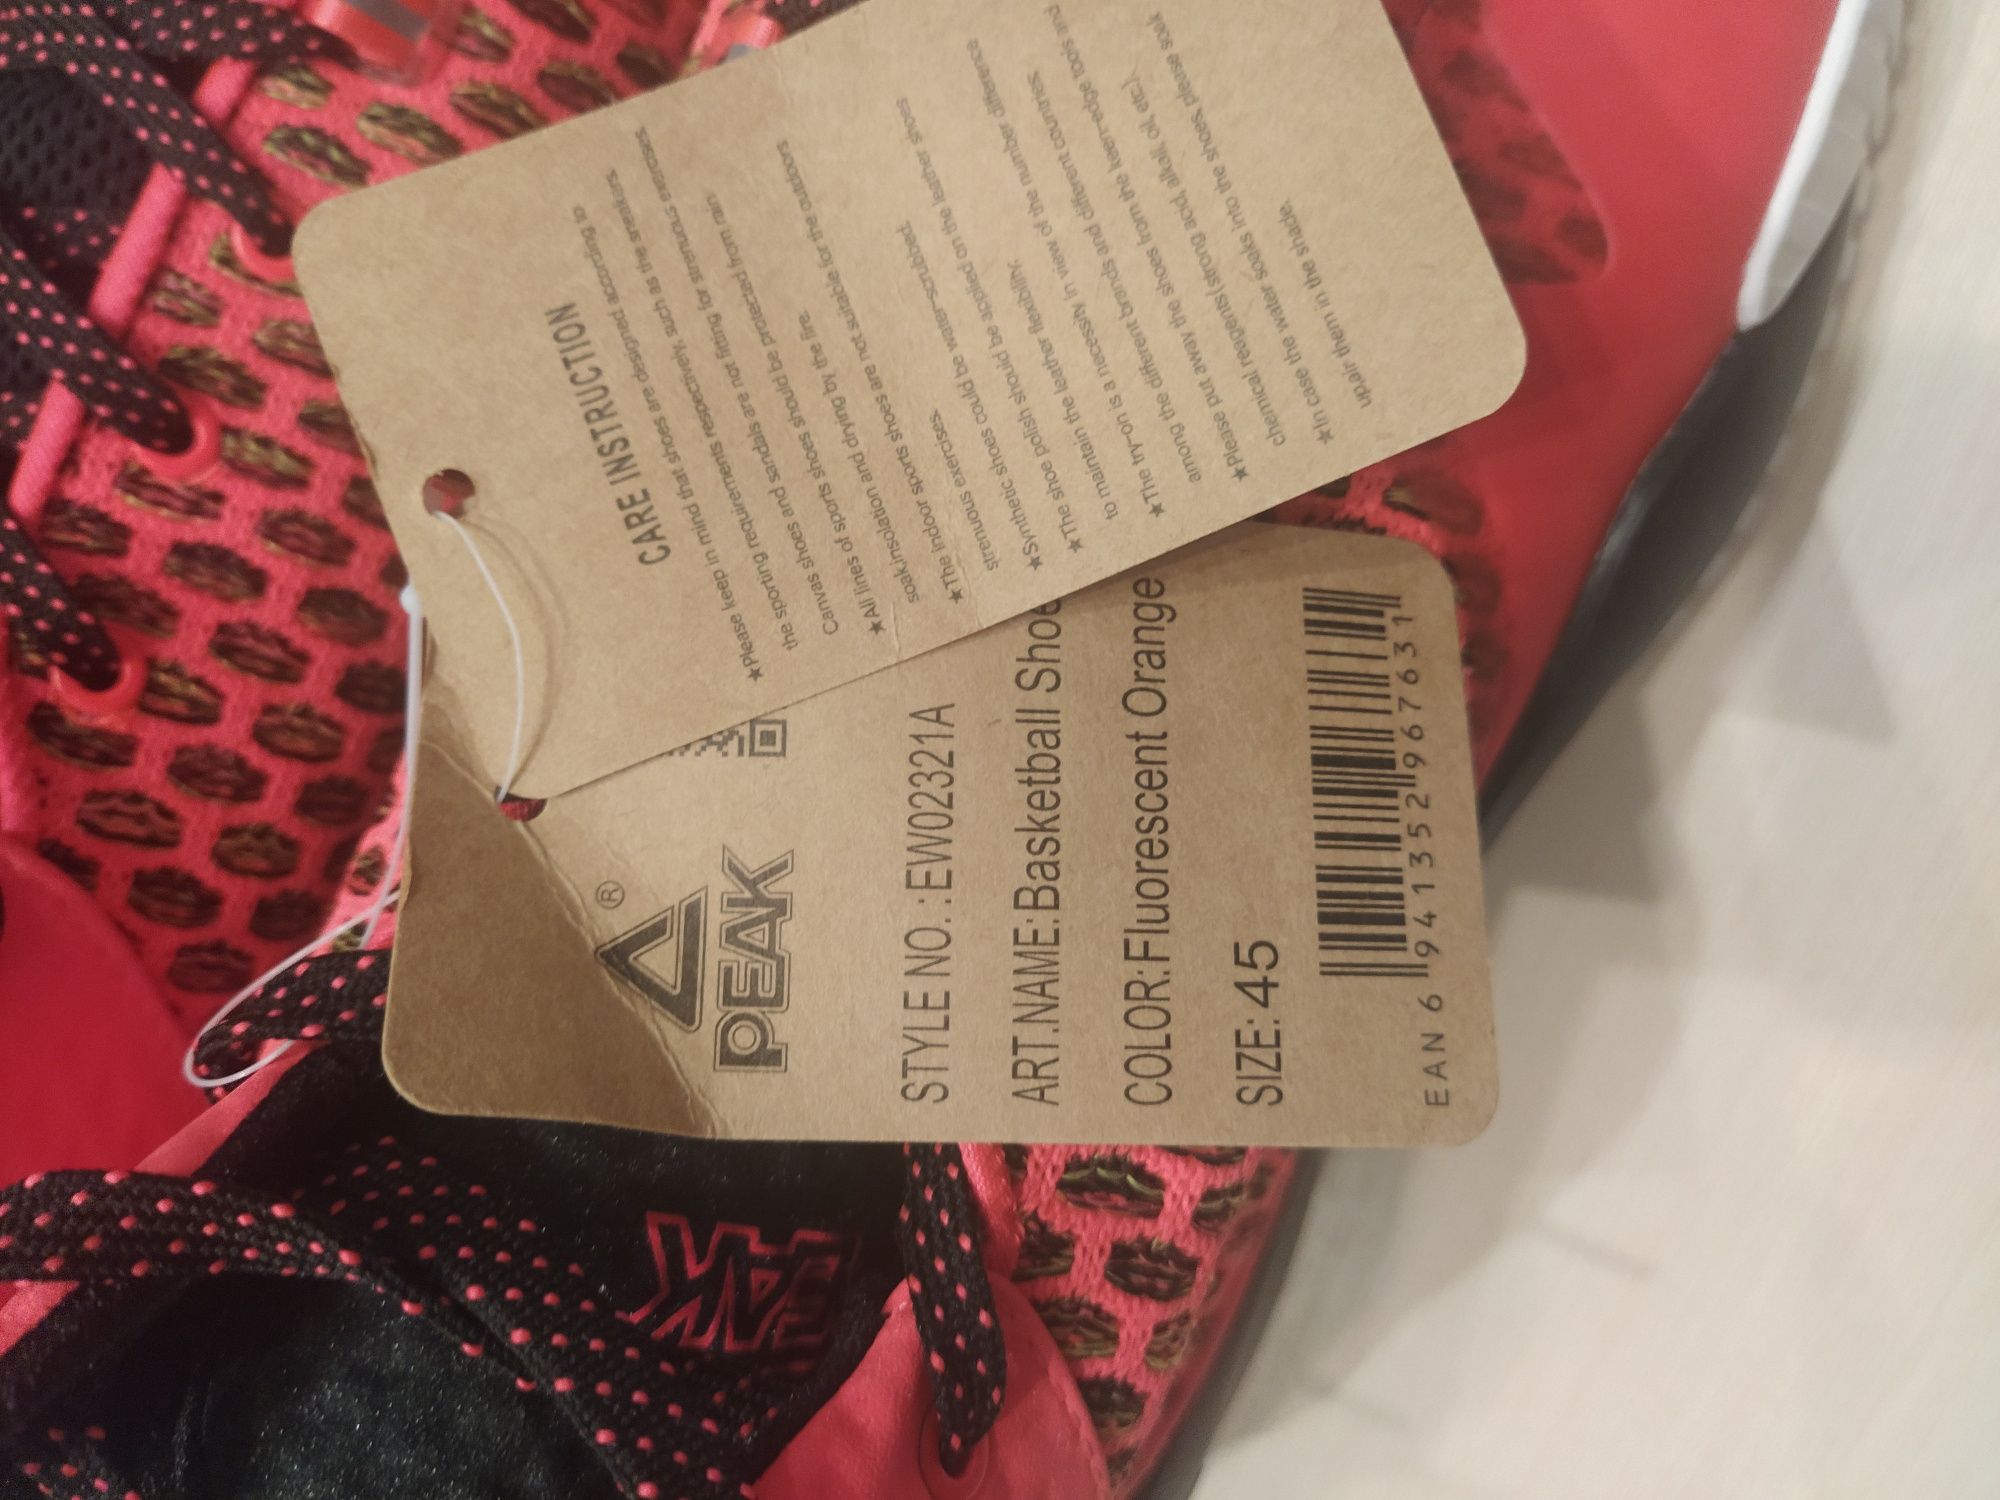 CARE INSTRUCTION
★Please keep in mind that shoes are designed according to
the sporting requirements respectively, such as the sneakers.
Canvas shoes and sandals are not fitting for strenuous exercises.
★All lines of sports shoes should be protected from rain
soak,insolation and drying by the fire.
★The indoor sports shoes are not suitable for the outdoors
strenuous exercises.
★Synthetic shoes could be water-scrubbed.
★The shoe polish should be applied on the leather shoes
to maintain the leather flexibility.
★The try-on is a necessity in view of the number difference
among the different brands and different countries.
★Please put away the shoes from the keen-edge tools and
chemical reagents(strong acid, alkali, oil, etc).
★In case the water soaks into the shoes, please soak
up,air them in the shade.
®
PEAK
STYLE NO.:EW02321A
ART.NAME:Basketball Shoe
COLOR:Fluorescent Orange
SIZE:45
EAN 6 941352 967631
PEAK